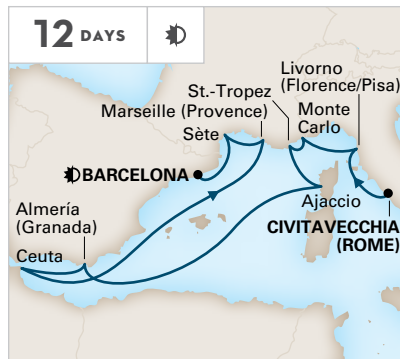 12 DAYS
Livorno
(Florence/Pisa)
St.-Tropez
Marseille (Provence)
Monte
Carlo
Sète
BARCELONA
Ajaccio
Almería
(Granada)
CIVITAVECCHIA
(ROME)
Ceuta